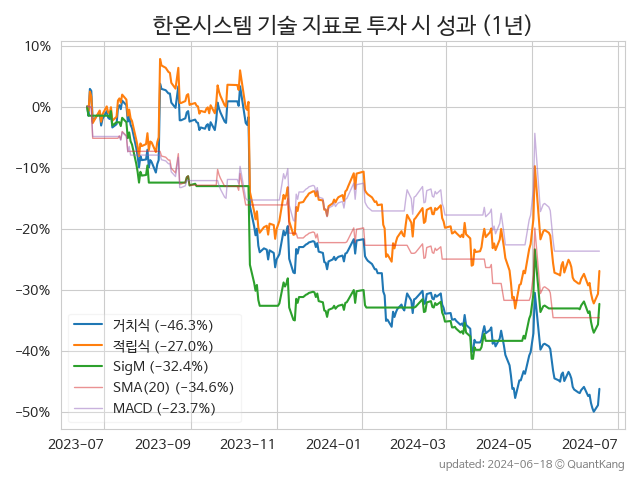 한온시스템 기술 지표로 투자 시 성과 (1년)
10%
0%
−10%
−20%
−30%
−40%
−50%
거치식 (−46.3%)
적립식 (−27.0%)
SigM (−32.4%)
SMA(20) (−34.6%)
MACD (−23.7%)
2023−07
2023−09
2023−11
2024−01
2024−03
2024−05
2024−07
updated: 2024−06−18 © QuantKang